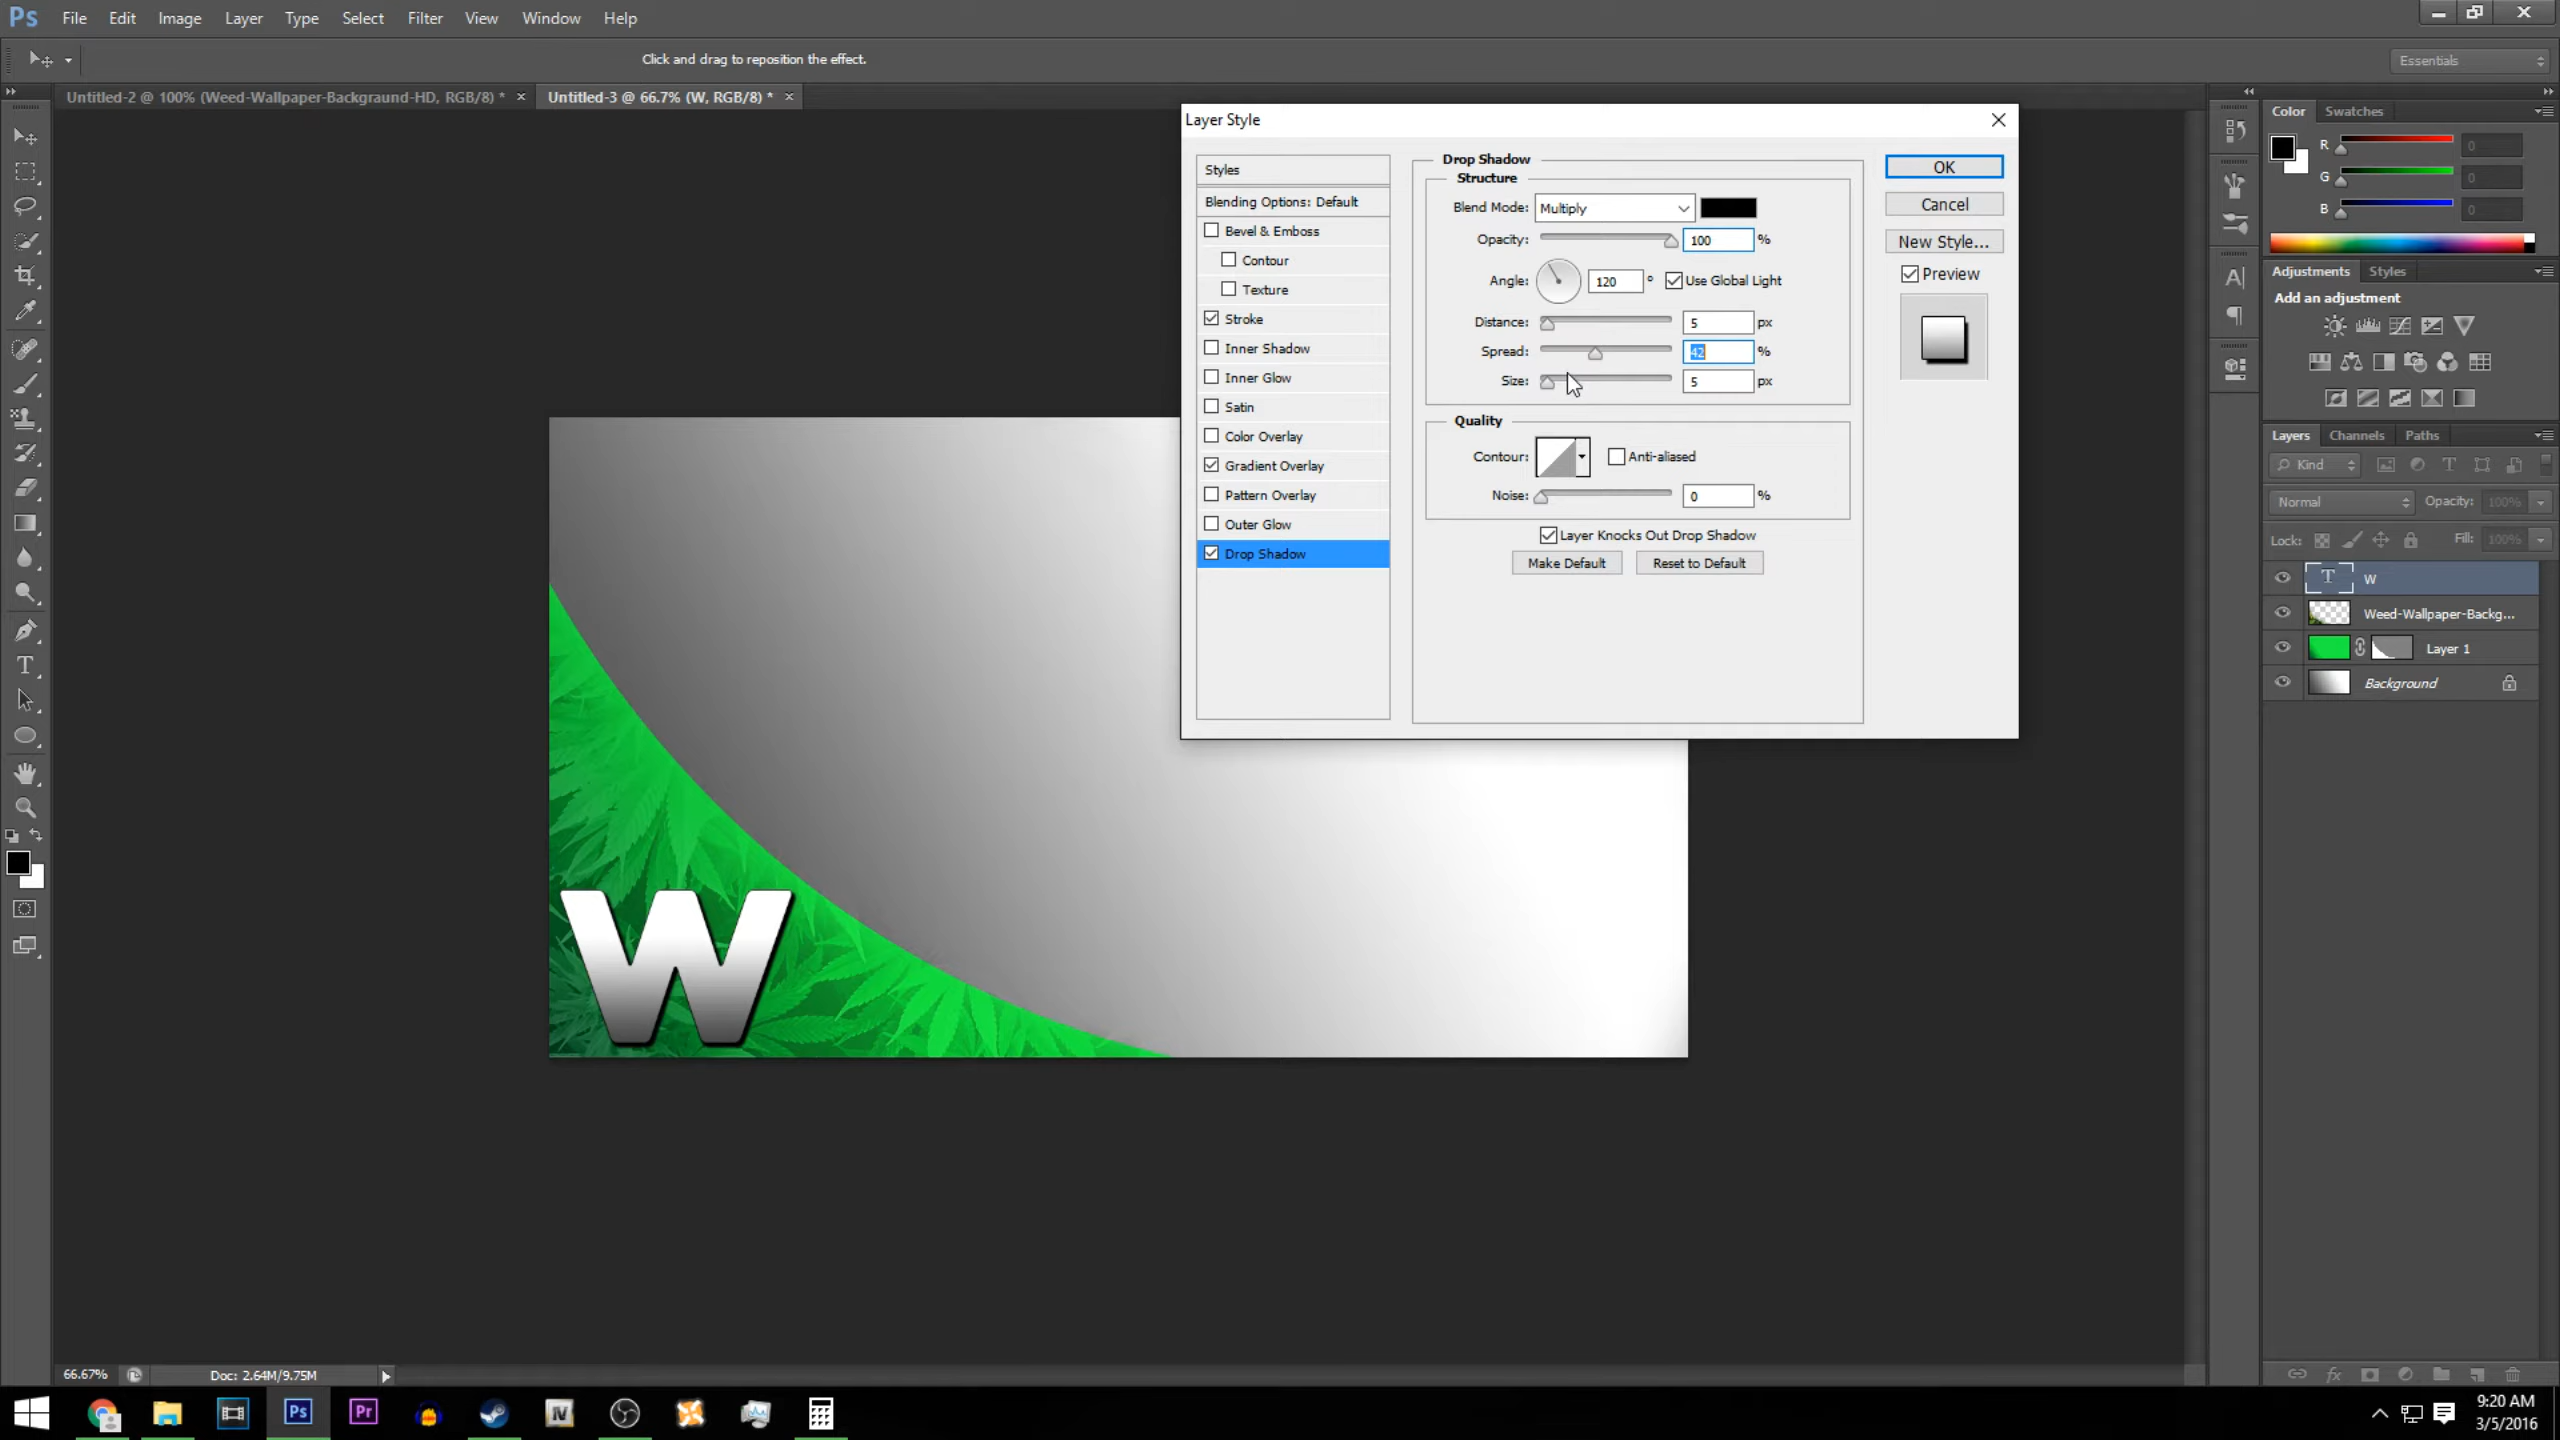 Ps File Edit Image Layer Type Select Filter View Window Help
Click and drag to reposition the effect.
Essentials
Untitled-2 @ 100% (Weed-Wallpaper-Backgraund-HD, RGB/8) *
Untitled-3 @ 66.7% (W, RGB/8) *
Layer Style
Styles
Blending Options: Default
Bevel & Emboss
Contour
Texture
Stroke
Inner Shadow
Inner Glow
Satin
Color Overlay
Gradient Overlay
Pattern Overlay
Outer Glow
Drop Shadow
Drop Shadow
Structure
Blend Mode: Multiply
Opacity: 100 %
Angle: 120 ° Use Global Light
Distance: 5 px
Spread: 42 %
Size: 5 px
Quality
Contour: Anti-aliased
Noise: 0 %
Layer Knocks Out Drop Shadow
Make Default Reset to Default
OK
Cancel
New Style...
Preview
Color Swatches
R 0
G 0
B 0
Adjustments Styles
Add an adjustment
Layers Channels Paths
Kind
Normal Opacity: 100%
Lock: Fill: 100%
T W
Weed-Wallpaper-Backg...
Layer 1
Background
W
66.67% Doc: 2.64M/9.75M
Ps Pr IV
9:20 AM
3/5/2016